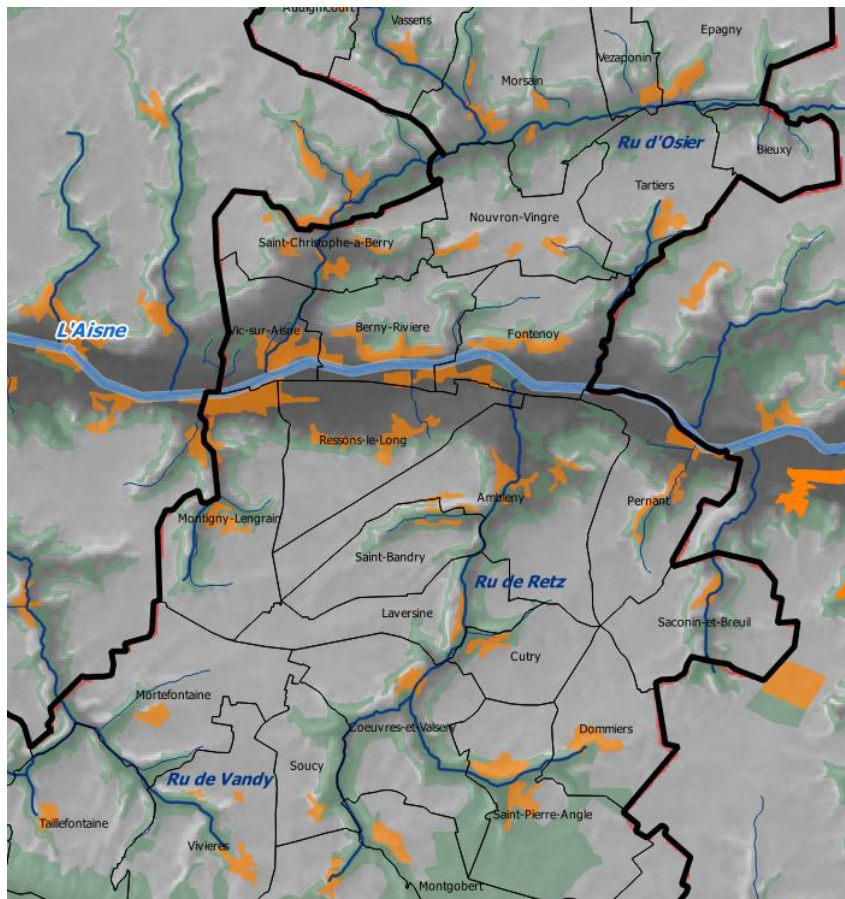 Audignicourt
Vassens
Epagny
Vezaponin
Morsain
Ru d'Osier
Bieuxy
Tartiers
Nouvron-Vingre
Saint-Christophe-a-Berry
L'Aisne
Vic-sur-Aisne
Berny-Riviere
Fontenoy
Ressons-le-Long
Ambleny
Pernant
Montigny-Lengrain
Saint-Bandry
Ru de Retz
Laversine
Saconin-et-Breuil
Cutry
Mortefontaine
Coeuvres-et-Valsery
Dommiers
Soucy
Ru de Vandy
Saint-Pierre-Aigle
Taillefontaine
Vivieres
Montgobert